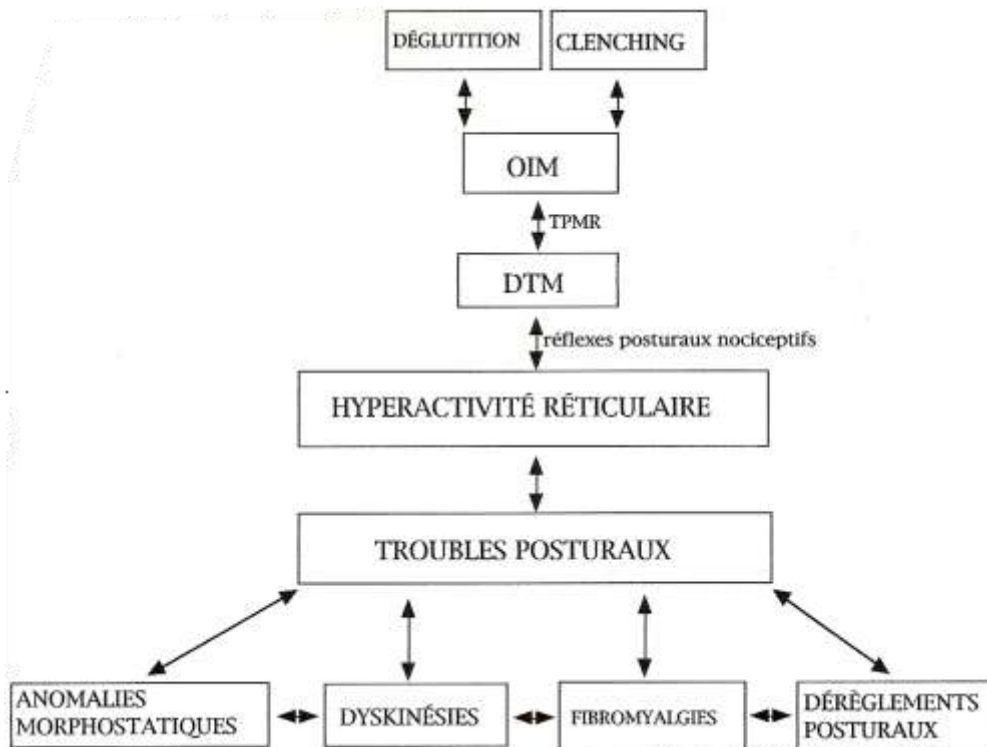 DÉGLUTITION
CLENCHING
OIM
TPMR
DTM
réflexes posturaux nociceptifs
HYPERACTIVITÉ RÉTICULAIRE
TROUBLES POSTURAUX
ANOMALIES
MORPHOSTATIQUES
DYSKINÉSIES
FIBROMYALGIES
DÉRÈGLEMENTS
POSTURAUX